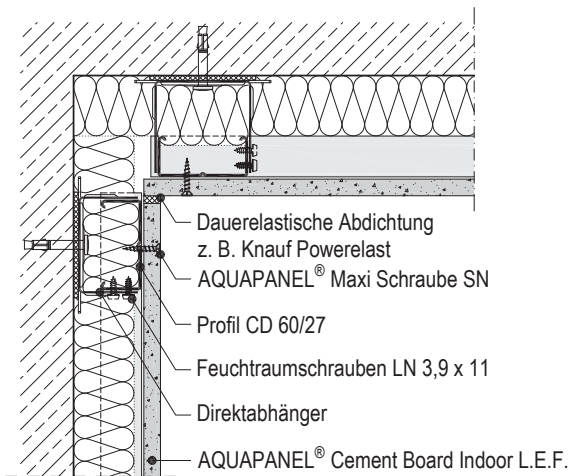 Dauerelastische Abdichtung
z. B. Knauf Powerelast
AQUAPANEL® Maxi Schraube SN
Profil CD 60/27
Feuchtraumschrauben LN 3,9 x 11
Direktabhänger
AQUAPANEL® Cement Board Indoor L.E.F.